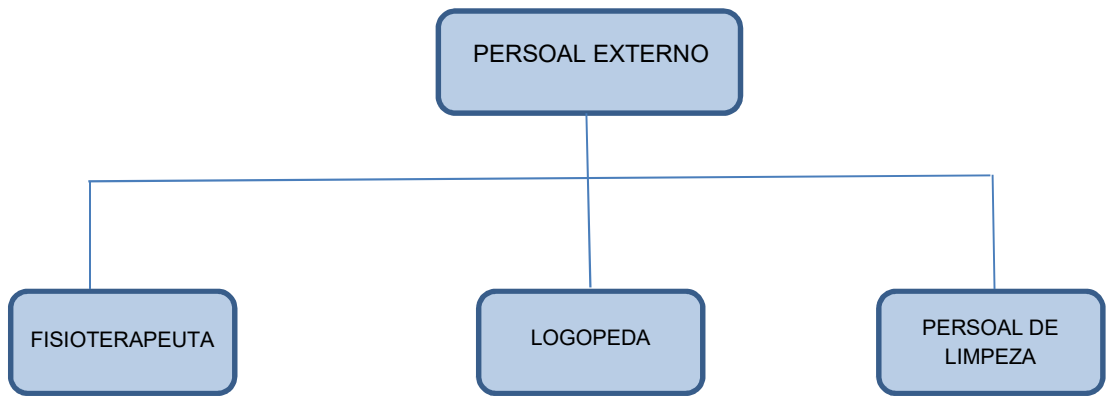 PERSOAL EXTERNO
FISIOTERAPEUTA
LOGOPEDA
PERSOAL DE
LIMPEZA